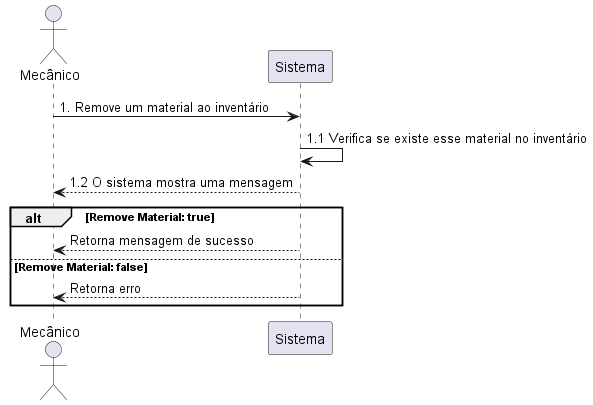 Mecânico
Sistema
1. Remove um material ao inventário
1.1 Verifica se existe esse material no inventário
1.2 O sistema mostra uma mensagem
alt [Remove Material: true]
Retorna mensagem de sucesso
[Remove Material: false]
Retorna erro
Mecânico
Sistema